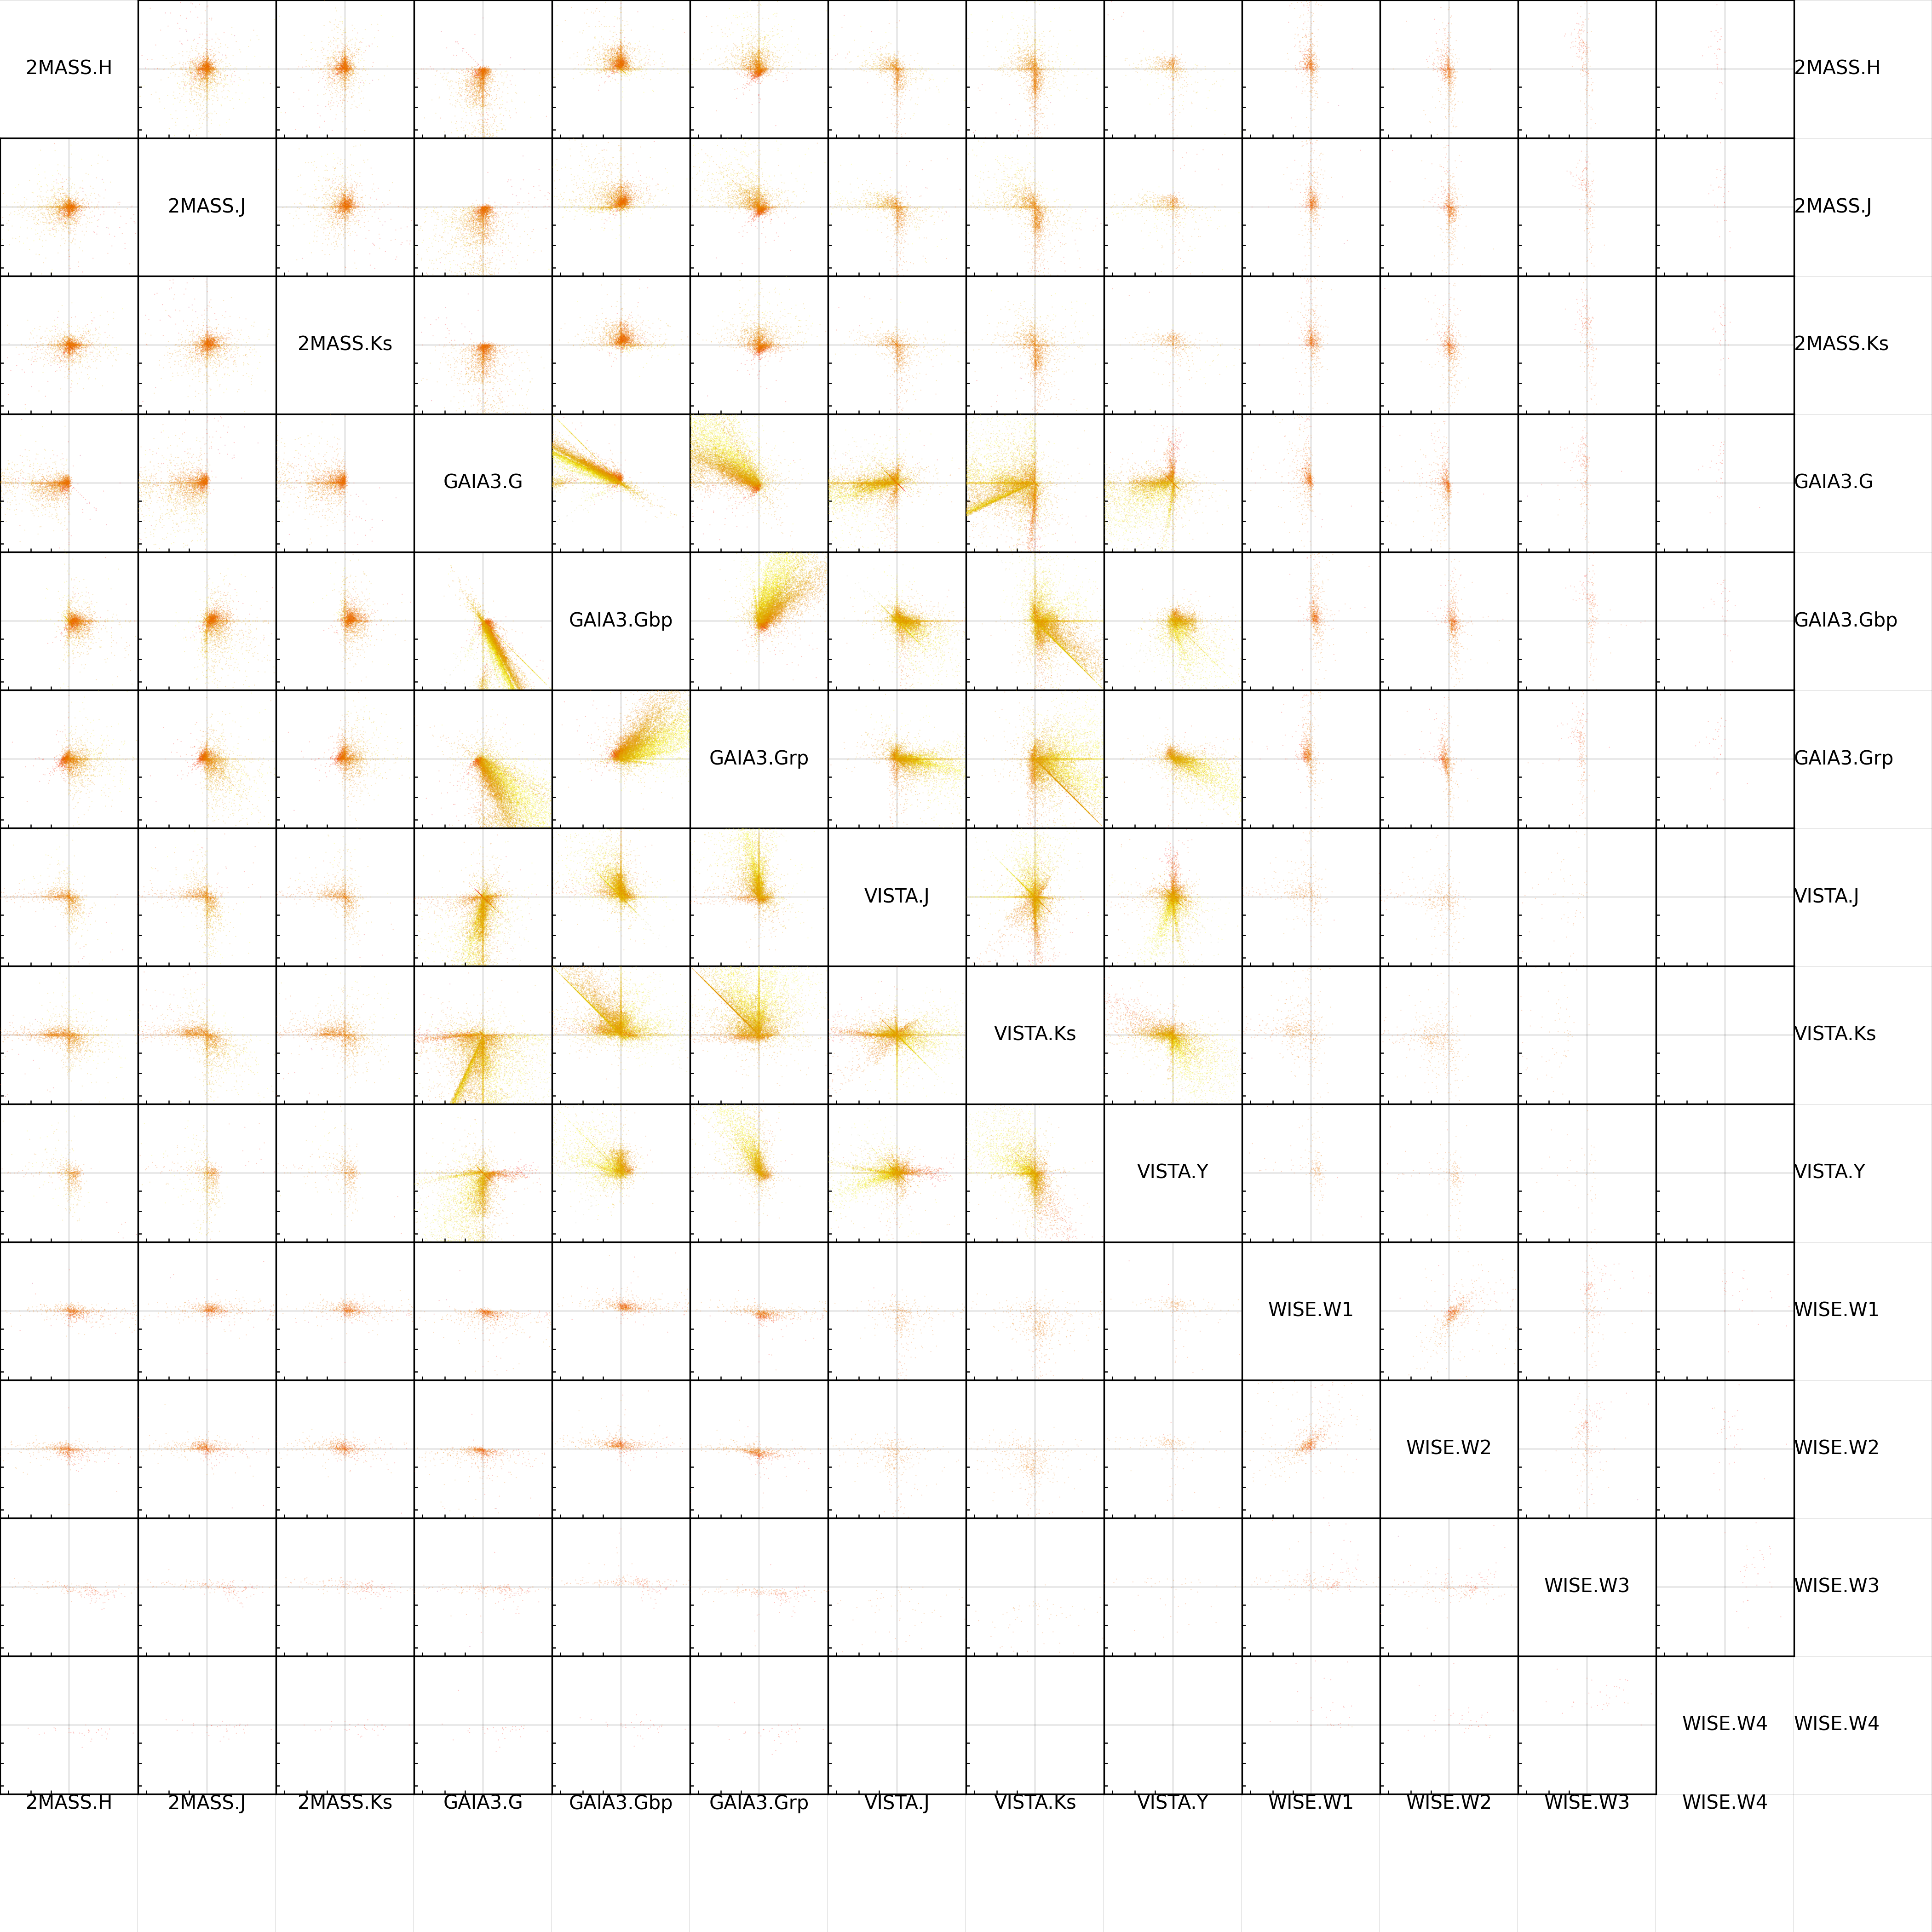 2MASS.H 2MASS.H
2MASS.J 2MASS.J
2MASS.Ks 2MASS.Ks
GAIA3.G GAIA3.G
GAIA3.Gbp GAIA3.Gbp
GAIA3.Grp GAIA3.Grp
VISTA.J VISTA.J
VISTA.Ks VISTA.Ks
VISTA.Y VISTA.Y
WISE.W1 WISE.W1
WISE.W2 WISE.W2
WISE.W3 WISE.W3
WISE.W4 WISE.W4
2MASS.H 2MASS.J 2MASS.Ks GAIA3.G GAIA3.Gbp GAIA3.Grp VISTA.J VISTA.Ks VISTA.Y WISE.W1 WISE.W2 WISE.W3 WISE.W4